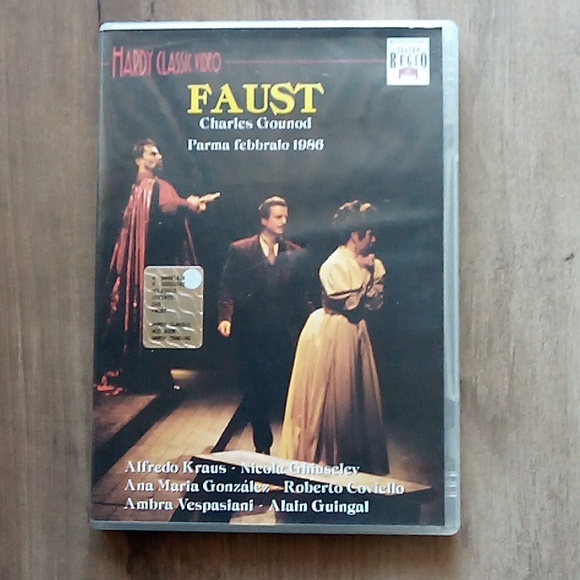 HARDY CLASSIC VIDEO
TEATRO
REGIO
FAUST
Charles Gounod
Parma febbraio 1986
Alfredo Kraus - Nicola Ghiuselev
Ana María González - Roberto Coviello
Ambra Vespasiani - Alain Guingal